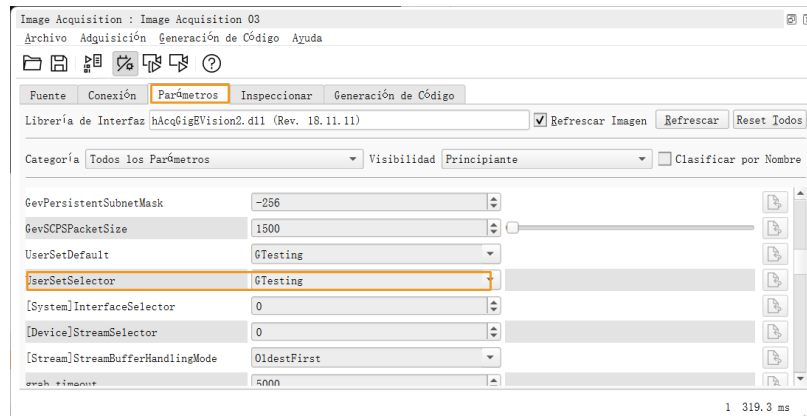 Image Acquisition : Image Acquisition 03
Archivo Adquisición Generación de Código Ayuda
Fuente Conexión Parámetros Inspeccionar Generación de Código
Librería de Interfaz hAcqGigEVision2.dll (Rev. 18.11.11) Refrescar Imagen Refrescar Reset Todos
Categoría Todos los Parámetros Visibilidad Principiante Clasificar por Nombre
GevPersistentSubnetMask -256
GevSCPSPacketSize 1500
UserSetDefault GTesting
UserSetSelector GTesting
[System]InterfaceSelector 0
[Device]StreamSelector 0
[Stream]StreamBufferHandlingMode OldestFirst
grab_timeout 5000
1 319.3 ms